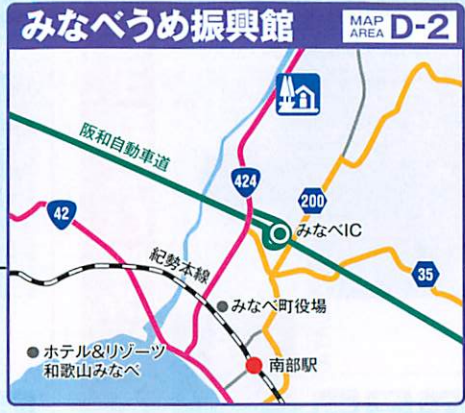 みなべうめ振興館
MAP AREA D-2
阪和自動車道
424
200
42
みなべIC
紀勢本線
35
みなべ町役場
ホテル&リゾーツ
和歌山みなべ
南部駅